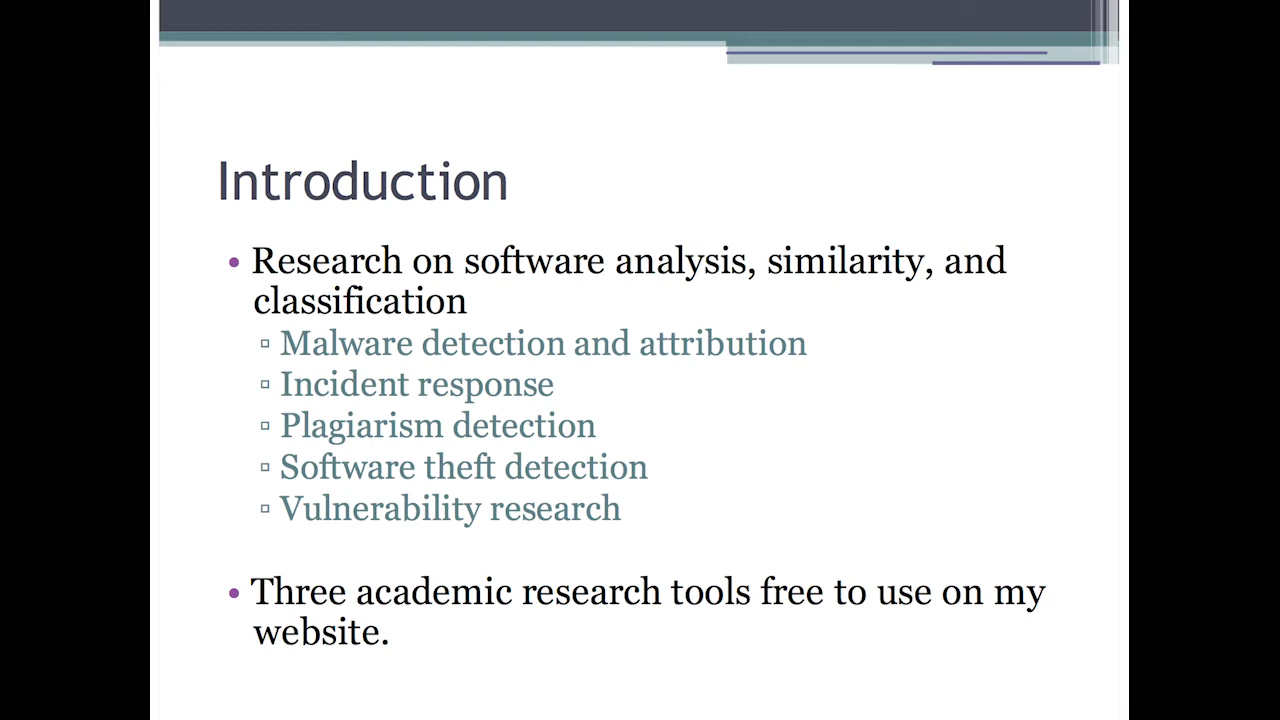 Introduction
• Research on software analysis, similarity, and
classification
▫ Malware detection and attribution
▫ Incident response
▫ Plagiarism detection
▫ Software theft detection
▫ Vulnerability research
• Three academic research tools free to use on my
website.